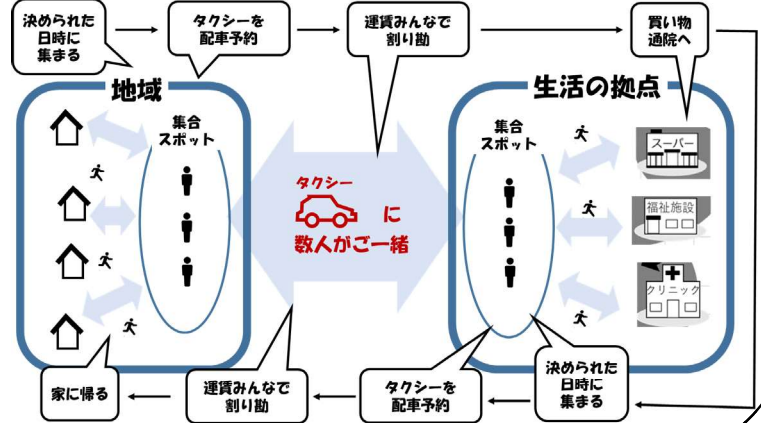 決められた
日時に
集まる
タクシーを
配車予約
運賃みんなで
割り勘
買い物
通院へ
地域
生活の拠点
集合
スポット
集合
スポット
スーパー
タクシー
に
数人がご一緒
福祉施設
クリニック
家に帰る
運賃みんなで
割り勘
タクシーを
配車予約
決められた
日時に
集まる